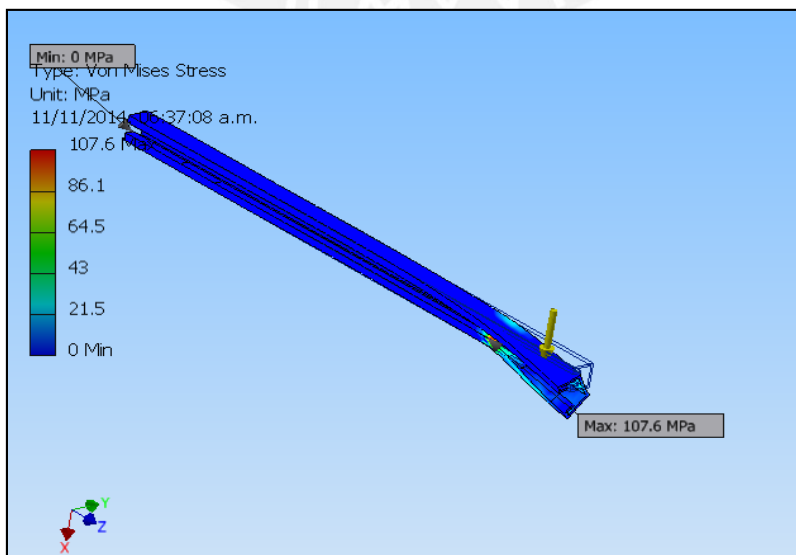 Min: 0 MPa
Type: Von Mises Stress
Unit: MPa
11/11/2014, 06:37:08 a.m.
107.6 Max
86.1
64.5
43
21.5
0 Min
Max: 107.6 MPa
Y
Z
X